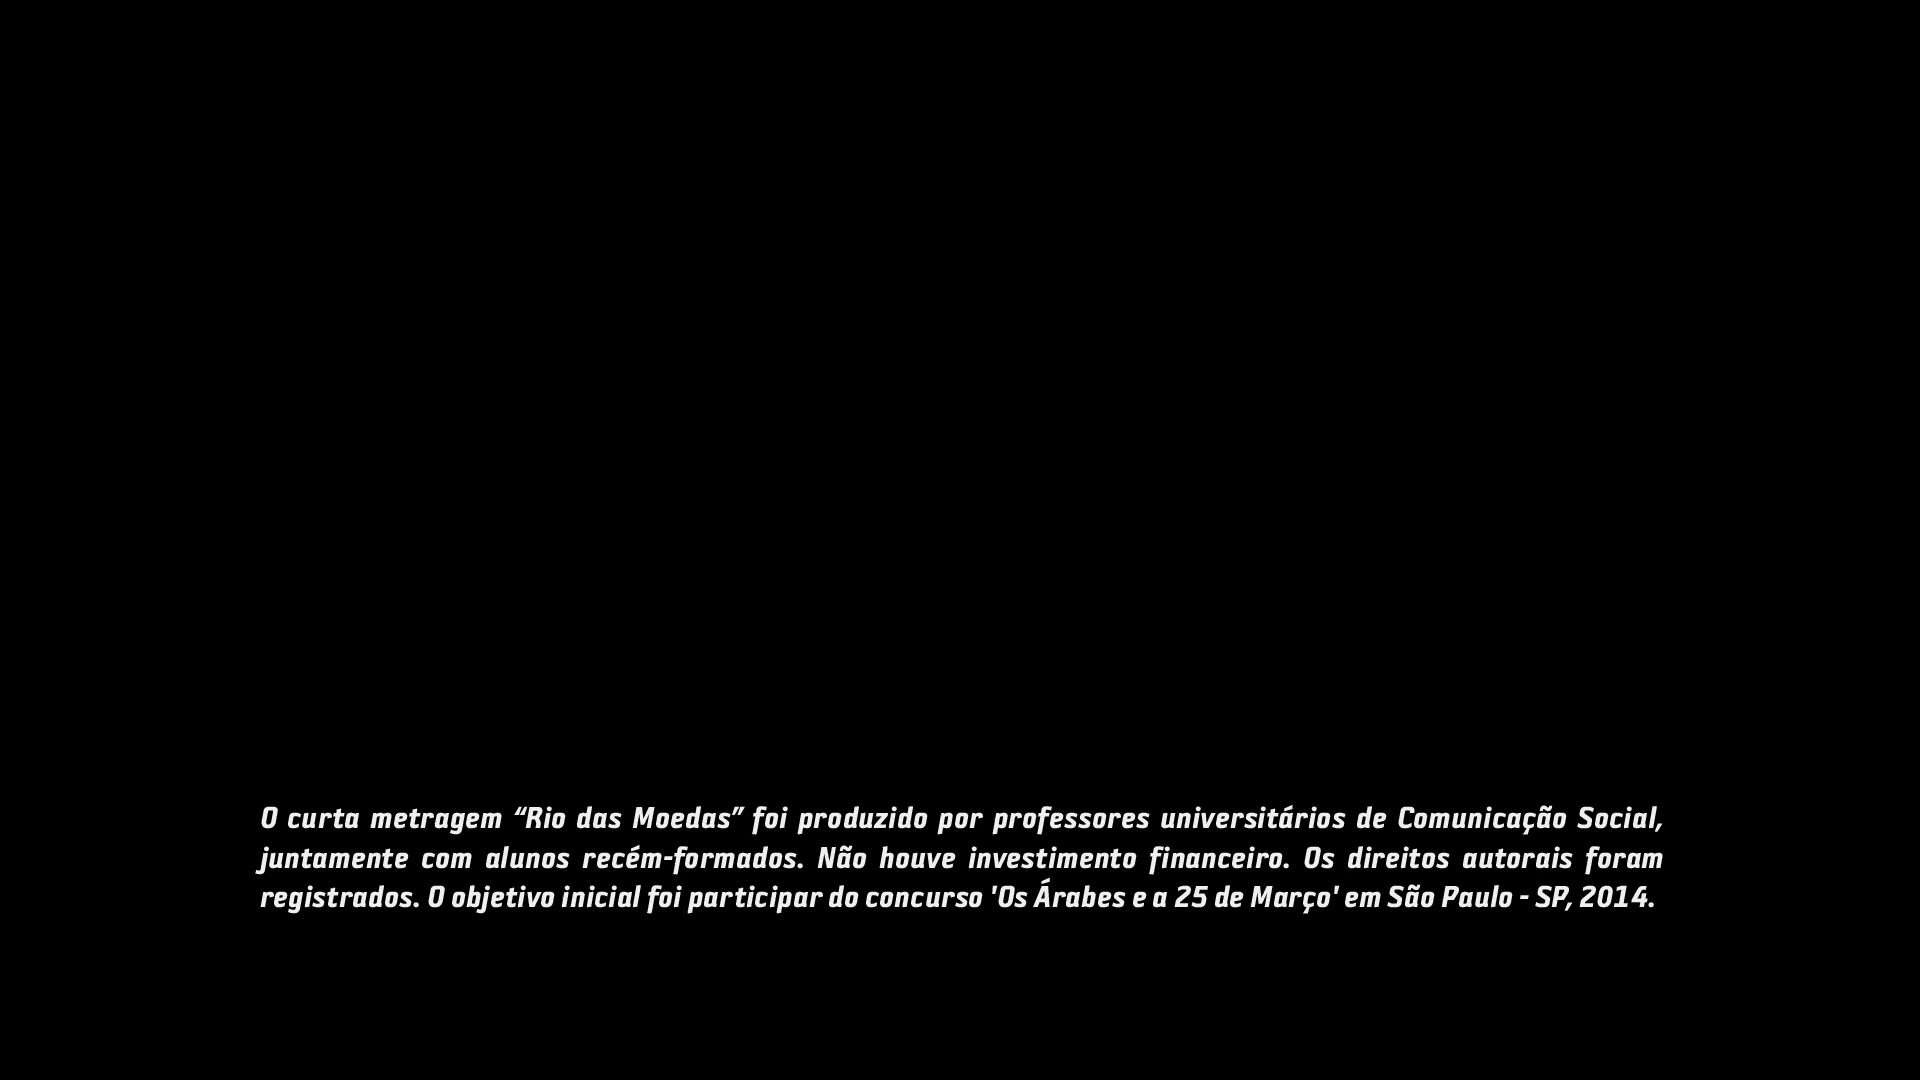 O curta metragem “Rio das Moedas” foi produzido por professores universitários de Comunicação Social,
juntamente com alunos recém-formados. Não houve investimento financeiro. Os direitos autorais foram
registrados. O objetivo inicial foi participar do concurso 'Os Árabes e a 25 de Março' em São Paulo - SP, 2014.